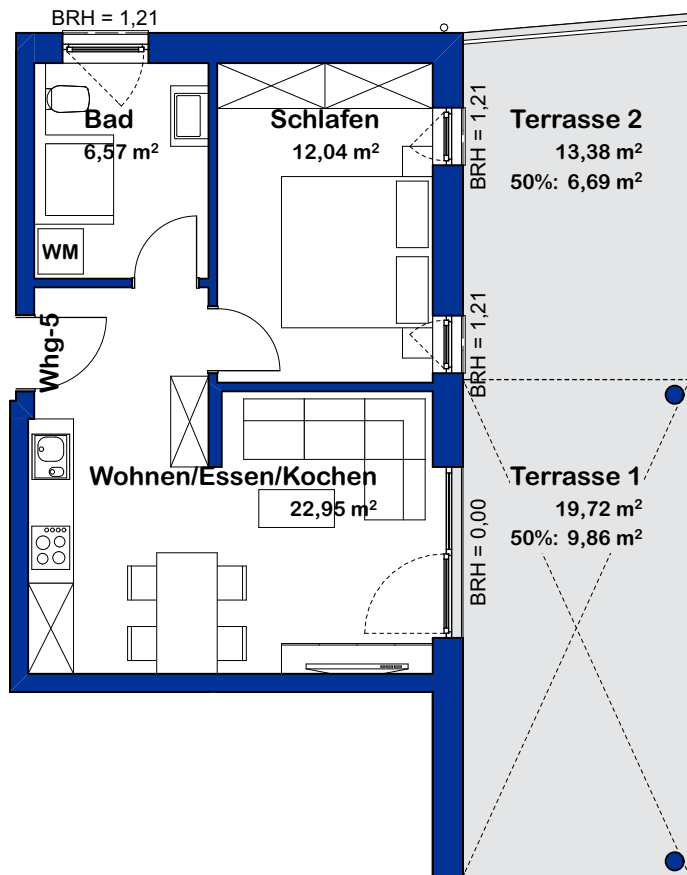 BRH = 1,21
Bad
6,57 m²
Schlafen
12,04 m²
BRH = 1,21
Terrasse 2
13,38 m²
50%: 6,69 m²
WM
Whg-5
BRH = 1,21
Wohnen/Essen/Kochen
22,95 m²
BRH = 0,00
Terrasse 1
19,72 m²
50%: 9,86 m²